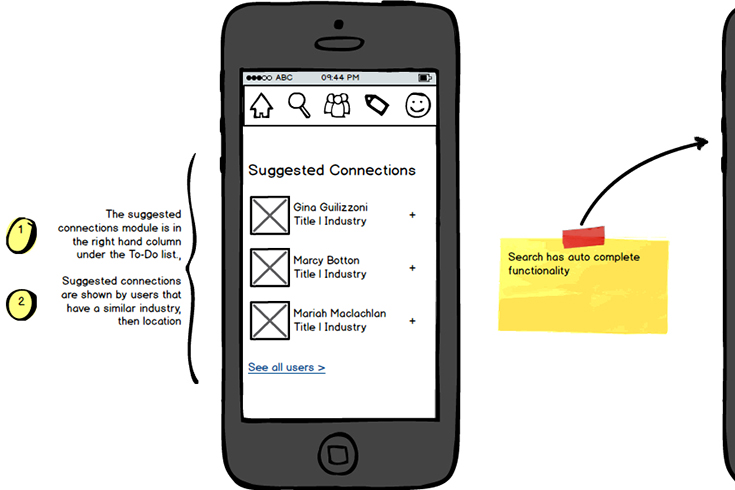 ABC 09:44 PM
Suggested Connections
Gina Guilizzoni
Title | Industry
+
Marcy Botton
Title | Industry
+
Mariah Maclachlan
Title | Industry
+
See all users >
1
The suggested
connections module is in
the right hand column
under the To-Do list.,
2
Suggested connections
are shown by users that
have a similar industry,
then location
Search has auto complete
functionality